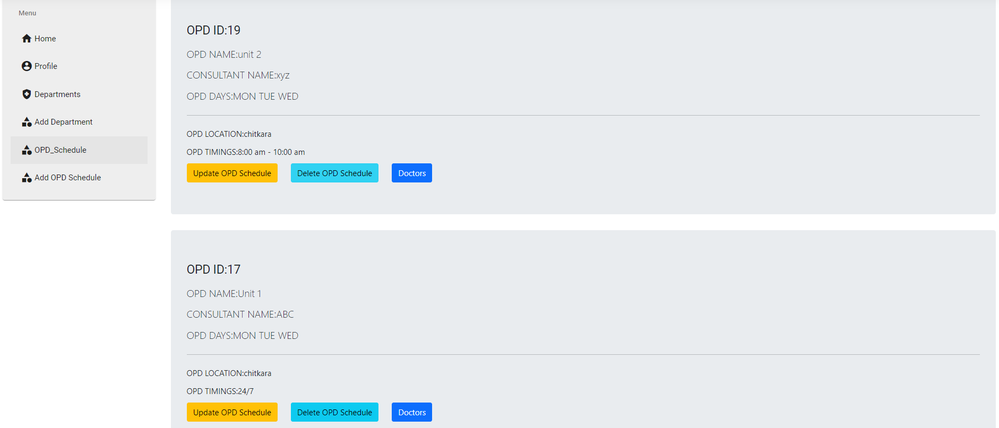 Menu
Home
Profile
Departments
Add Department
OPD_Schedule
Add OPD Schedule
OPD ID:19
OPD NAME:unit 2
CONSULTANT NAME:xyz
OPD DAYS:MON TUE WED
OPD LOCATION:chitkara
OPD TIMINGS:8:00 am - 10:00 am
Update OPD Schedule Delete OPD Schedule Doctors
OPD ID:17
OPD NAME:Unit 1
CONSULTANT NAME:ABC
OPD DAYS:MON TUE WED
OPD LOCATION:chitkara
OPD TIMINGS:24/7
Update OPD Schedule Delete OPD Schedule Doctors